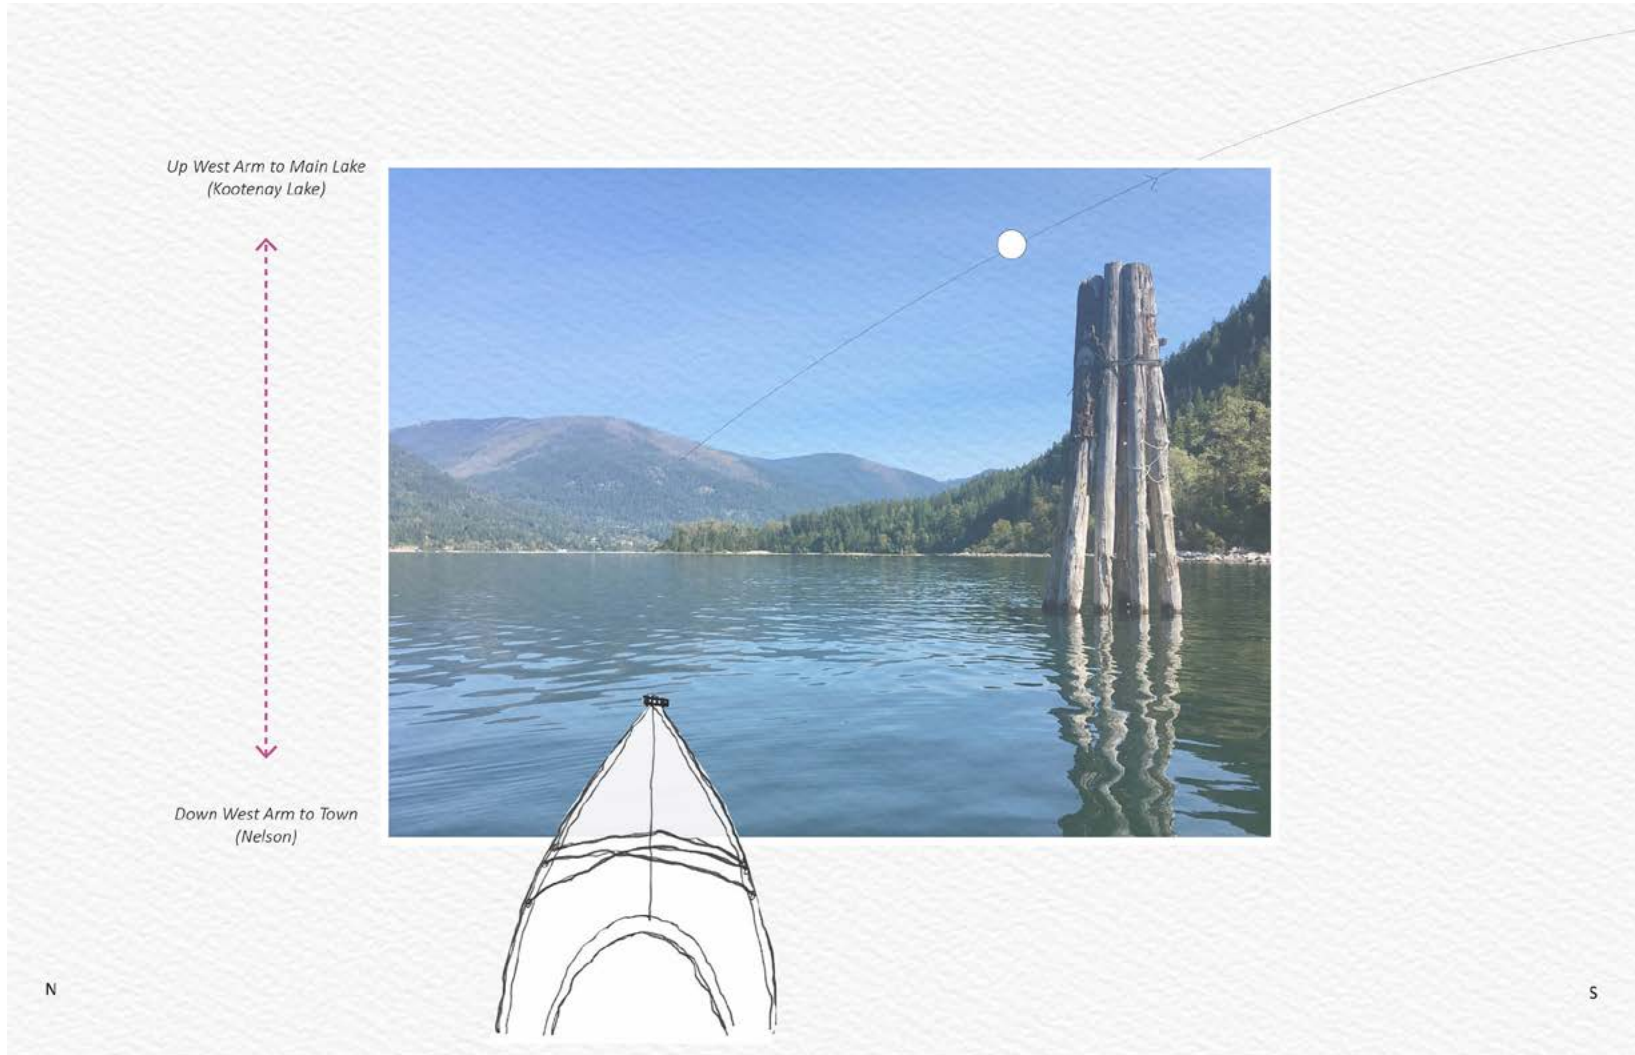 Up West Arm to Main Lake
(Kootenay Lake)
Down West Arm to Town
(Nelson)
N
S